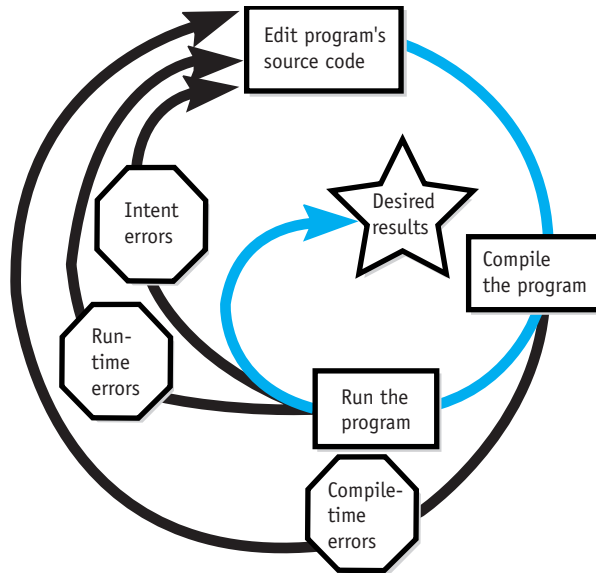 Edit program's
source code
Desired
results
Intent
errors
Compile
the program
Run-
time
errors
Run the
program
Compile-
time
errors